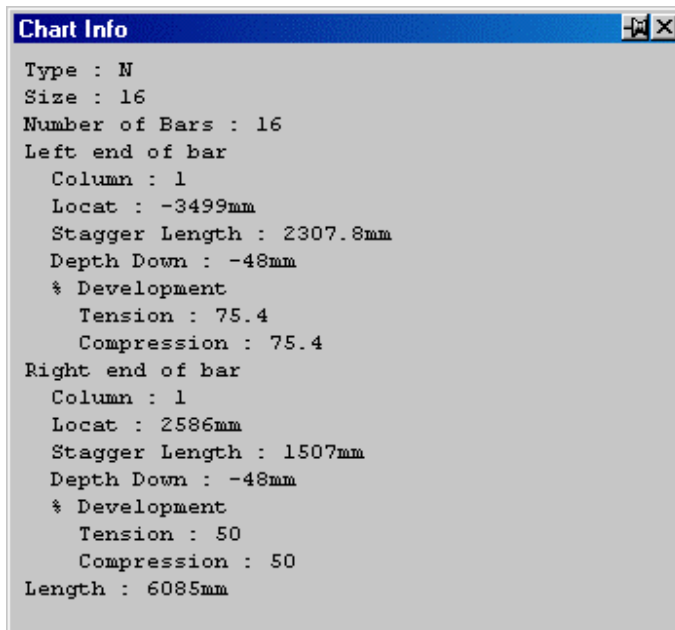 Chart Info
Type : N
Size : 16
Number of Bars : 16
Left end of bar
Column : 1
Locat : -3499mm
Stagger Length : 2307.8mm
Depth Down : -48mm
% Development
Tension : 75.4
Compression : 75.4
Right end of bar
Column : 1
Locat : 2586mm
Stagger Length : 1507mm
Depth Down : -48mm
% Development
Tension : 50
Compression : 50
Length : 6085mm